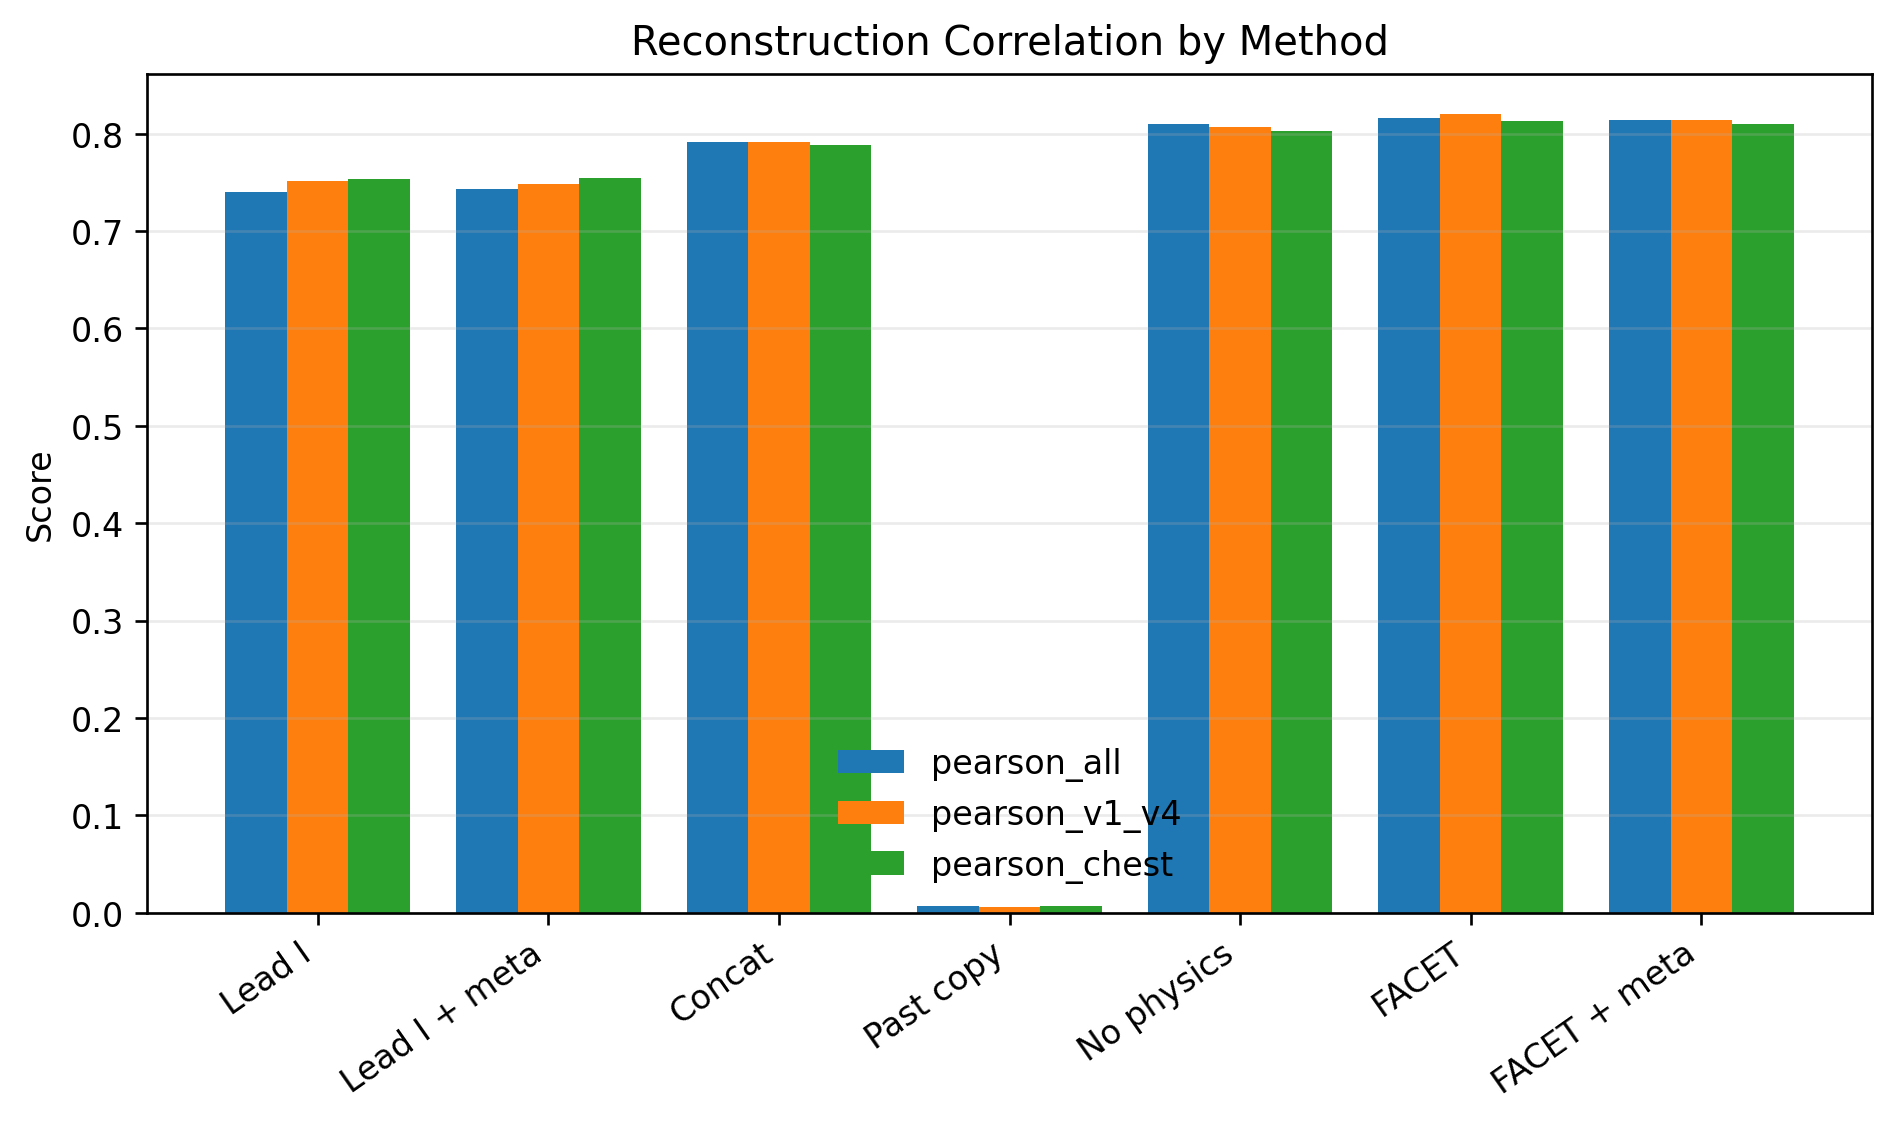 Reconstruction Correlation by Method
Score
0.8
0.7
0.6
0.5
0.4
0.3
0.2
0.1
0.0
pearson_all
pearson_v1_v4
pearson_chest
Lead I
Lead I + meta
Concat
Past copy
No physics
FACET
FACET + meta